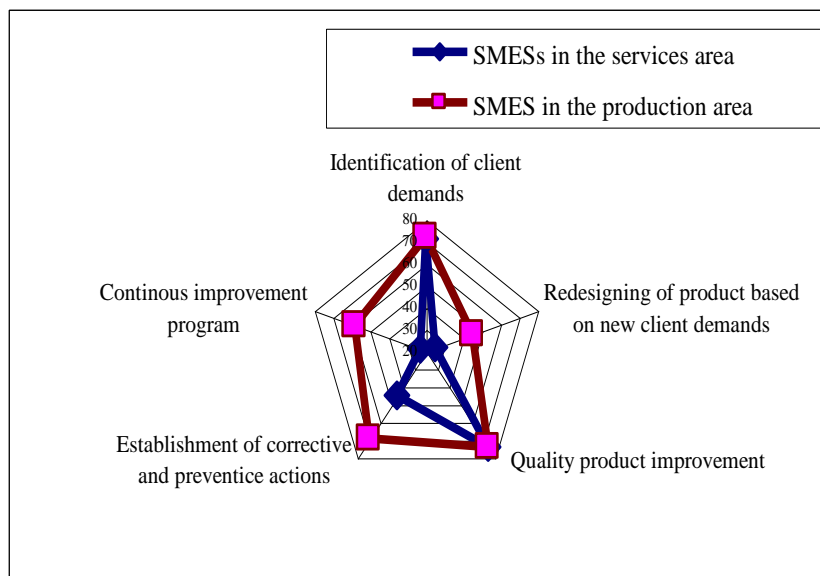 SMESs in the services area
SMES in the production area
Identification of client
demands
80
70
60
50
40
30
20
Redesigning of product based
on new client demands
Continous improvement
program
Establishment of corrective
and preventice actions
Quality product improvement